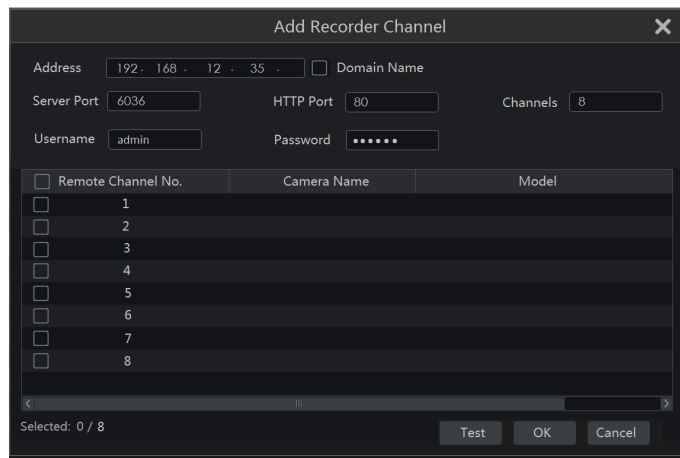 Add Recorder Channel
Address 192. 168 . 12 . 35 . Domain Name
Server Port 6036 HTTP Port 80 Channels 8
Username admin Password ●●●●●●
Remote Channel No. Camera Name Model
1
2
3
4
5
6
7
8
Selected: 0 / 8
Test OK Cancel